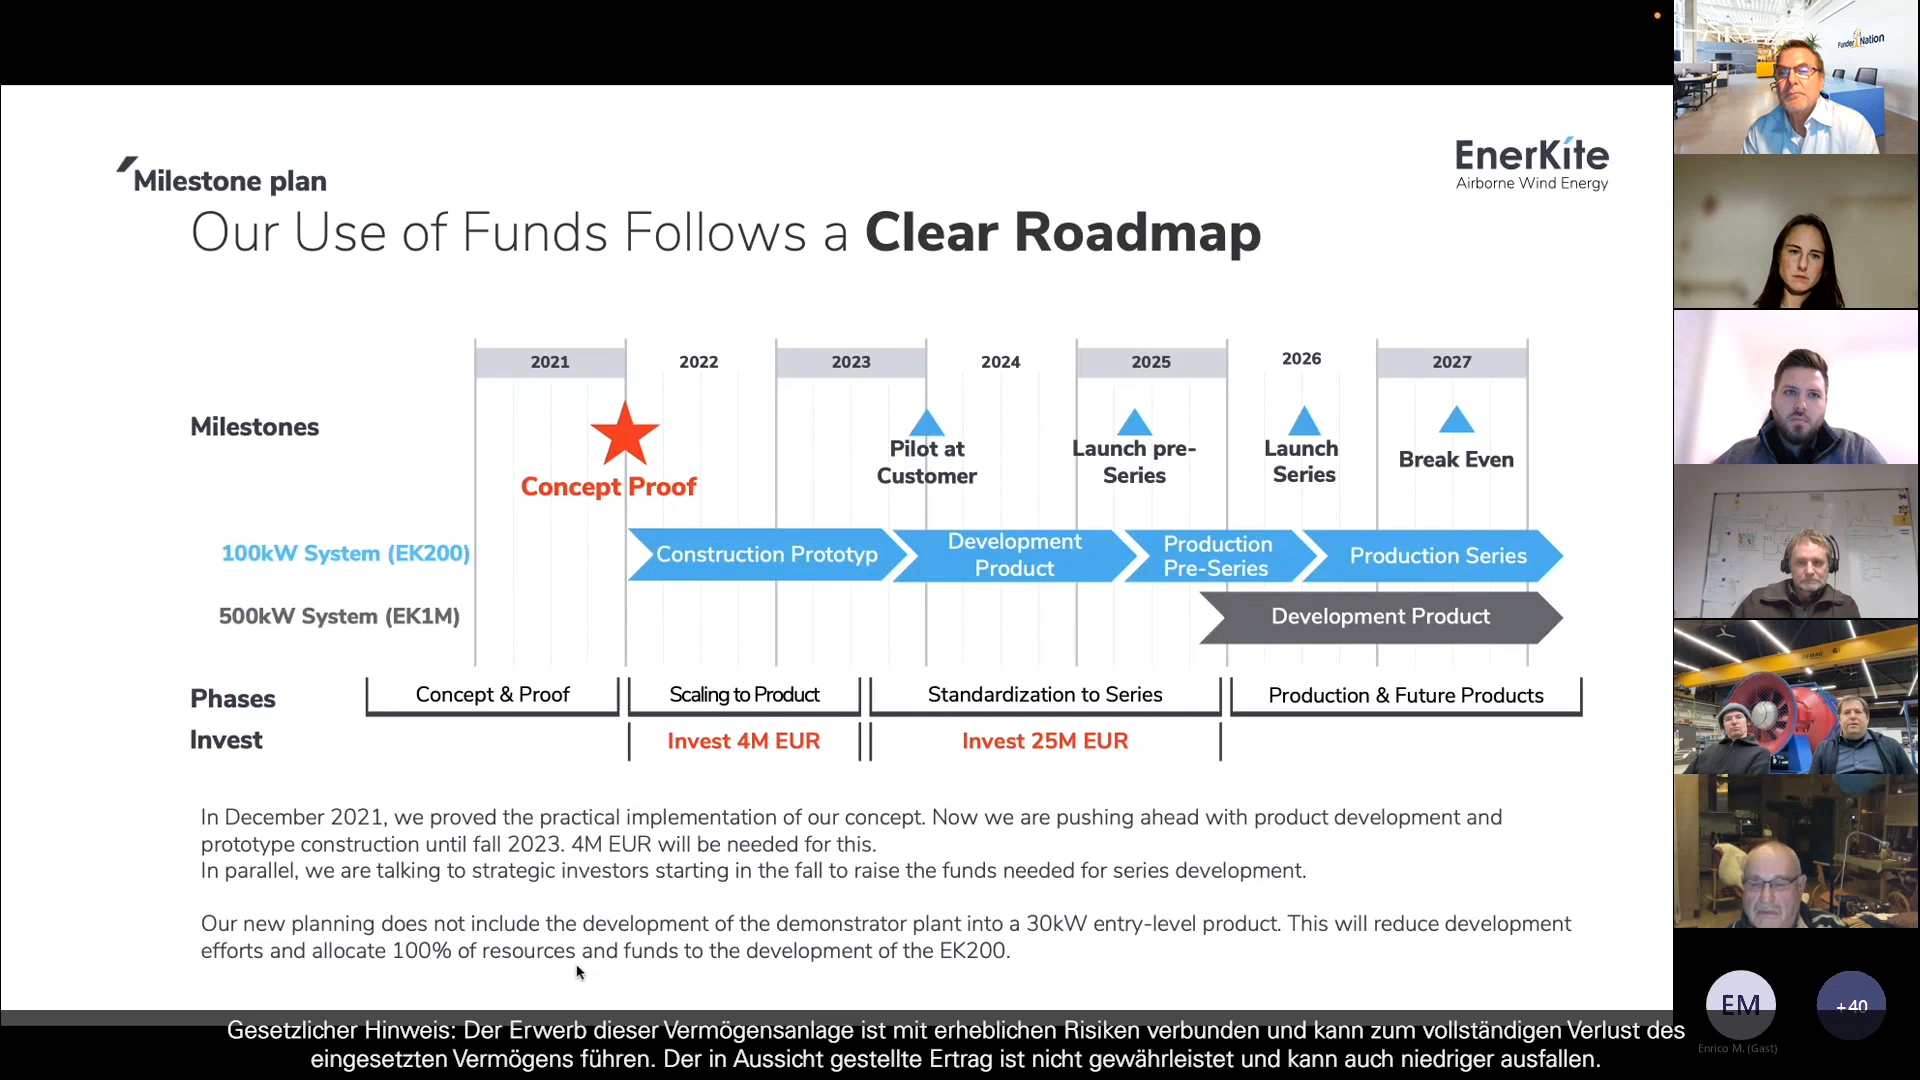 Funder Nation
EnerKite
Airborne Wind Energy
Milestone plan
Our Use of Funds Follows a Clear Roadmap
2021 2022 2023 2024 2025 2026 2027
Milestones
Concept Proof
Pilot at
Customer
Launch pre-
Series
Launch
Series
Break Even
100kW System (EK200)
Construction Prototyp
Development
Product
Production
Pre-Series
Production Series
500kW System (EK1M)
Development Product
Phases
Concept & Proof
Scaling to Product
Standardization to Series
Production & Future Products
Invest
Invest 4M EUR
Invest 25M EUR
In December 2021, we proved the practical implementation of our concept. Now we are pushing ahead with product development and
prototype construction until fall 2023. 4M EUR will be needed for this.
In parallel, we are talking to strategic investors starting in the fall to raise the funds needed for series development.
Our new planning does not include the development of the demonstrator plant into a 30kW entry-level product. This will reduce development
efforts and allocate 100% of resources and funds to the development of the EK200.
DEMAG 6
EM
+40
Enrico M. (Gast)
Gesetzlicher Hinweis: Der Erwerb dieser Vermögensanlage ist mit erheblichen Risiken verbunden und kann zum vollständigen Verlust des
eingesetzten Vermögens führen. Der in Aussicht gestellte Ertrag ist nicht gewährleistet und kann auch niedriger ausfallen.